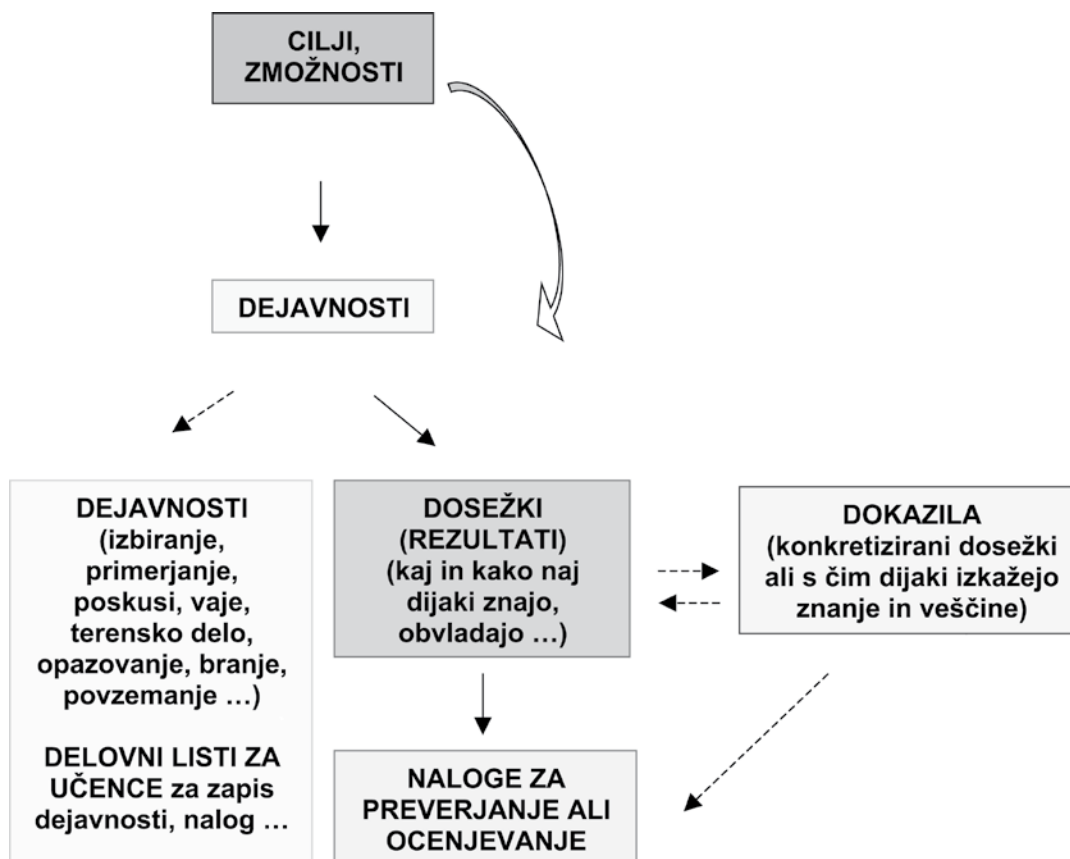 CILJI,
ZMOŽNOSTI
DEJAVNOSTI
DEJAVNOSTI
(izbiranje,
primerjanje,
poskusi, vaje,
terensko delo,
opazovanje, branje,
povzemanje …)
DELOVNI LISTI ZA
UČENCE za zapis
dejavnosti, nalog …
DOSEŽKI
(REZULTATI)
(kaj in kako naj
dijaki znajo,
obvladajo …)
DOKAZILA
(konkretizirani dosežki
ali s čim dijaki izkažejo
znanje in veščine)
NALOGE ZA
PREVERJANJE ALI
OCENJEVANJE